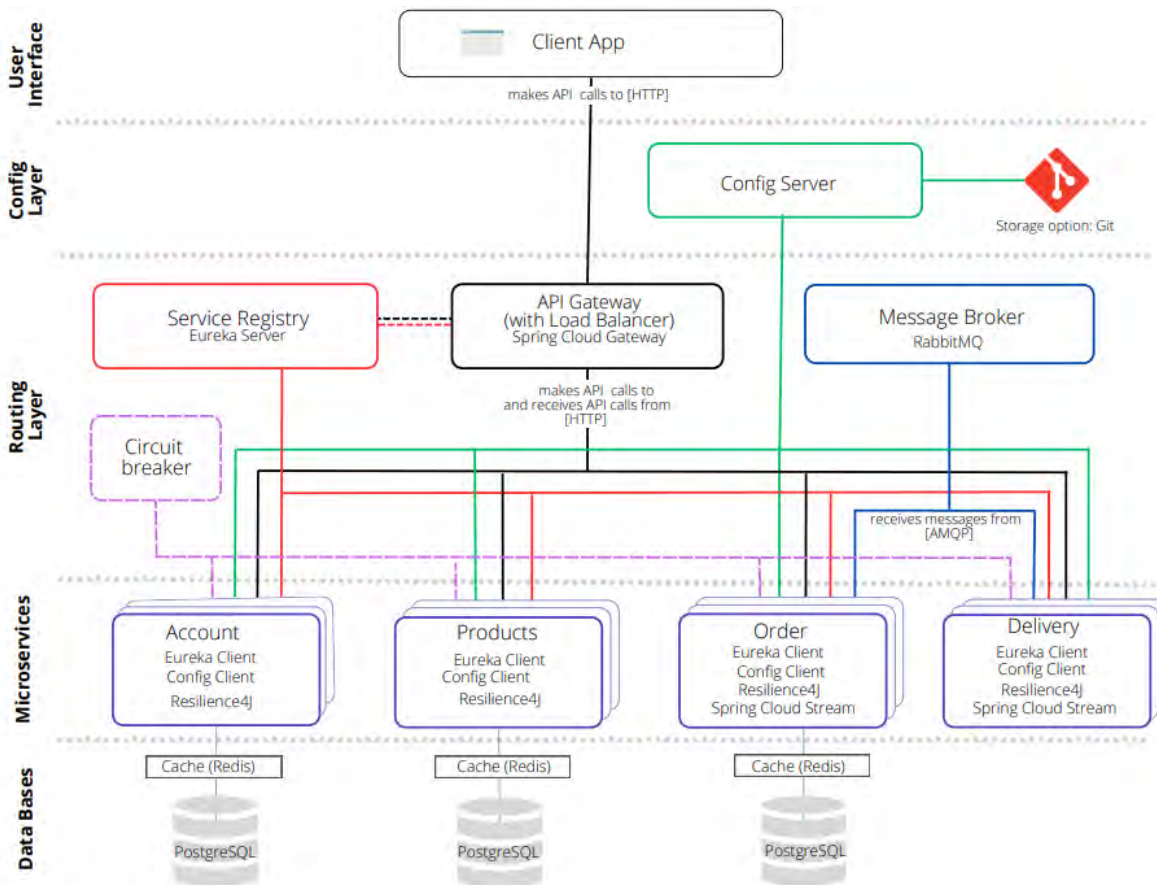 User
Interface
Client App
makes API calls to [HTTP]
Config
Layer
Config Server
Storage option: Git
Routing
Layer
Service Registry
Eureka Server
API Gateway
(with Load Balancer)
Spring Cloud Gateway
Message Broker
RabbitMQ
makes API calls to
and receives API calls from
[HTTP]
Circuit
breaker
receives messages from
[AMQP]
Microservices
Account
Eureka Client
Config Client
Resilience4J
Products
Eureka Client
Config Client
Resilience4J
Order
Eureka Client
Config Client
Resilience4J
Spring Cloud Stream
Delivery
Eureka Client
Config Client
Resilience4J
Spring Cloud Stream
Data Bases
Cache (Redis)
Cache (Redis)
Cache (Redis)
PostgreSQL
PostgreSQL
PostgreSQL